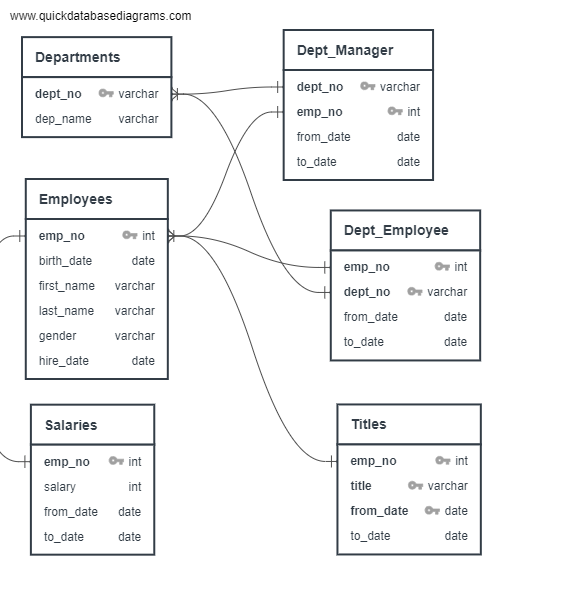 www.quickdatabasediagrams.com
Departments
dept_no varchar
dep_name varchar
Dept_Manager
dept_no varchar
emp_no int
from_date date
to_date date
Employees
emp_no int
birth_date date
first_name varchar
last_name varchar
gender varchar
hire_date date
Dept_Employee
emp_no int
dept_no varchar
from_date date
to_date date
Salaries
emp_no int
salary int
from_date date
to_date date
Titles
emp_no int
title varchar
from_date date
to_date date